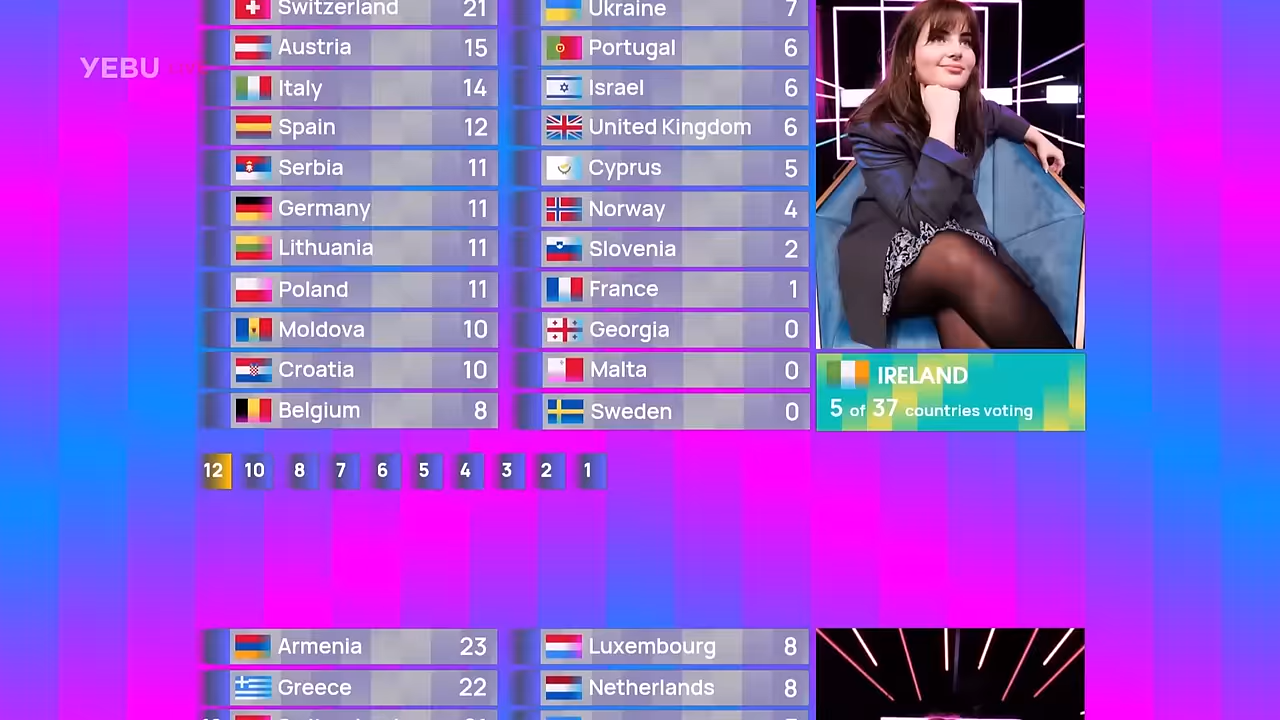 Switzerland 21
Ukraine 7
Austria 15
Portugal 6
YEBU LIVE
Italy 14
Israel 6
Spain 12
United Kingdom 6
Serbia 11
Cyprus 5
Germany 11
Norway 4
Lithuania 11
Slovenia 2
Poland 11
France 1
Moldova 10
Georgia 0
Croatia 10
Malta 0
Belgium 8
Sweden 0
IRELAND
5 of 37 countries voting
12 10 8 7 6 5 4 3 2 1
Armenia 23
Luxembourg 8
Greece 22
Netherlands 8